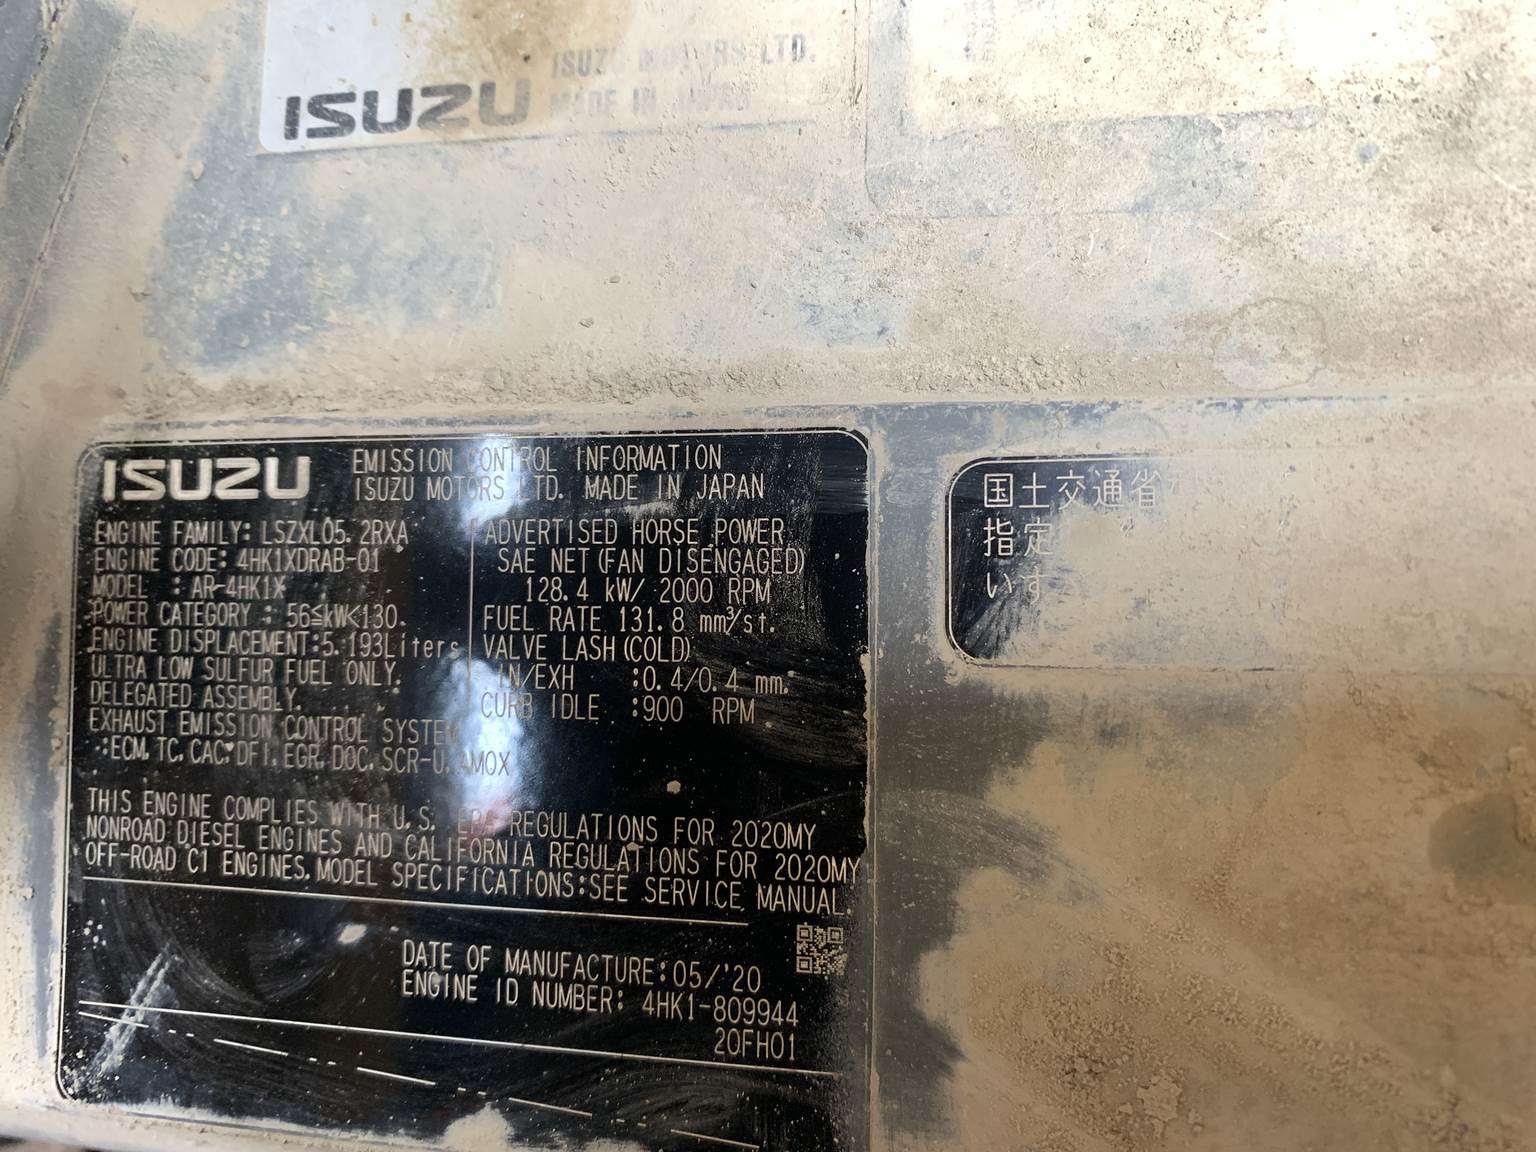 ISUZU MOTORS LTD.
ISUZU MADE IN JAPAN
ISUZU EMISSION CONTROL INFORMATION
ISUZU MOTORS LTD. MADE IN JAPAN
ENGINE FAMILY: LSZXL05.2RXA
ENGINE CODE: 4HK1XDRAB-01
MODEL : AR-4HK1X
POWER CATEGORY : 56≦kW<130.
ENGINE DISPLACEMENT:5.193Liters
ULTRA LOW SULFUR FUEL ONLY.
DELEGATED ASSEMBLY.
EXHAUST EMISSION CONTROL SYSTEM
:ECM, TC, CAC, DFI, EGR, DOC, SCR-U, AMOX
ADVERTISED HORSE POWER
SAE NET (FAN DISENGAGED)
128.4 kW/ 2000 RPM
FUEL RATE 131.8 mm³/st.
VALVE LASH (COLD)
IN/EXH :0.4/0.4 mm.
CURB IDLE :900 RPM
THIS ENGINE COMPLIES WITH U.S. EPA REGULATIONS FOR 2020MY
NONROAD DIESEL ENGINES AND CALIFORNIA REGULATIONS FOR 2020MY
OFF-ROAD C1 ENGINES. MODEL SPECIFICATIONS:SEE SERVICE MANUAL.
DATE OF MANUFACTURE:05/'20
ENGINE ID NUMBER: 4HK1-809944
20FH01
国土交通省
指定
いす